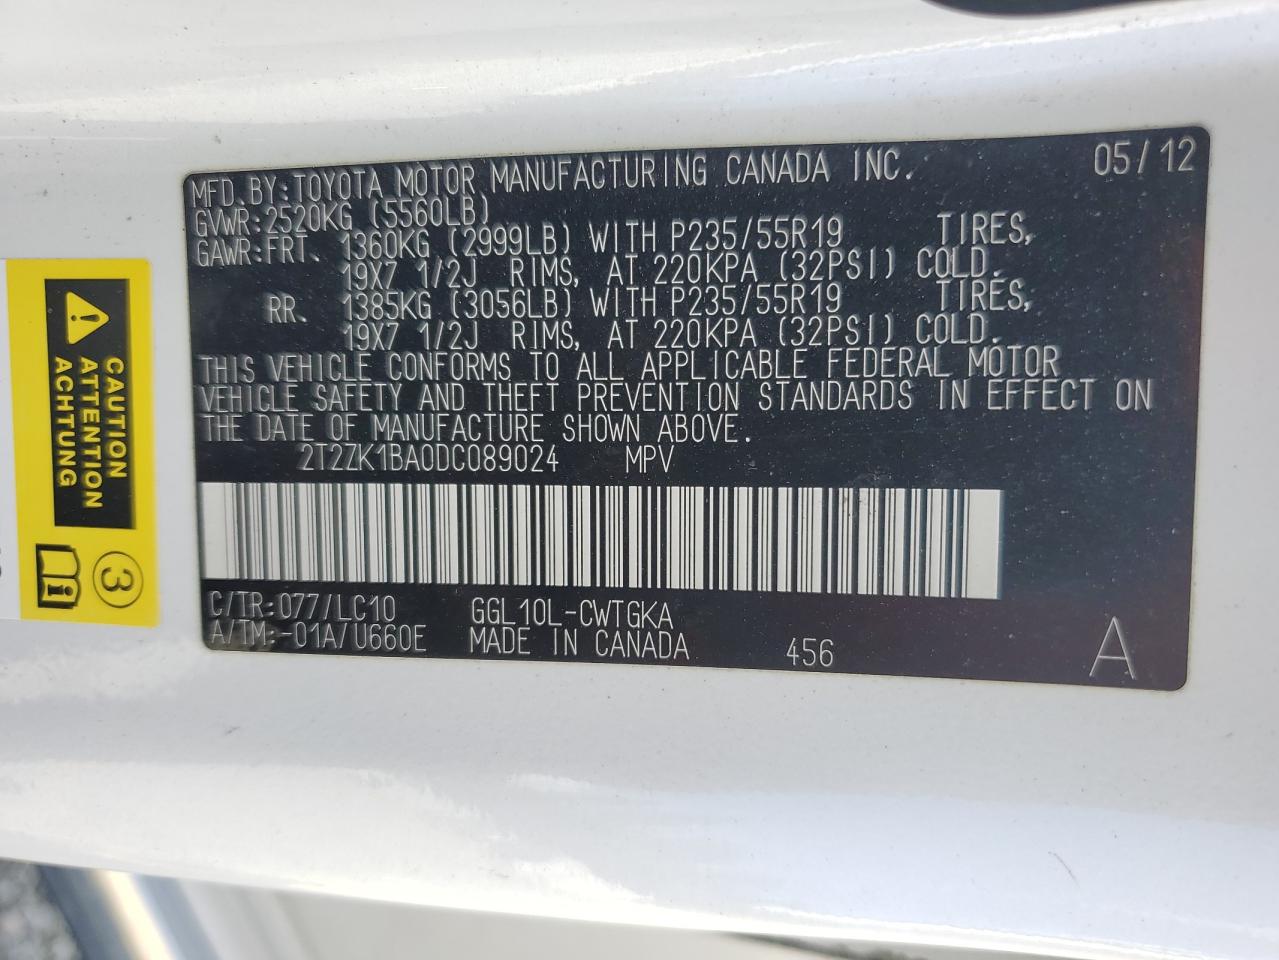 MFD.BY:TOYOTA MOTOR MANUFACTURING CANADA INC. 05/12
GVWR:2520KG (5560LB)
GAWR:FRT. 1360KG (2999LB) WITH P235/55R19 TIRES,
19X7 1/2J RIMS, AT 220KPA (32PSI) COLD.
RR. 1385KG (3056LB) WITH P235/55R19 TIRES,
19X7 1/2J RIMS, AT 220KPA (32PSI) COLD.
THIS VEHICLE CONFORMS TO ALL APPLICABLE FEDERAL MOTOR
VEHICLE SAFETY AND THEFT PREVENTION STANDARDS IN EFFECT ON
THE DATE OF MANUFACTURE SHOWN ABOVE.
2T2ZK1BA0DC089024 MPV
C/TR:077/LC10 GGL10L-CWTGKA
A/TM:-01A/U660E MADE IN CANADA 456 A
CAUTION
ATTENTION
ACHTUNG
3